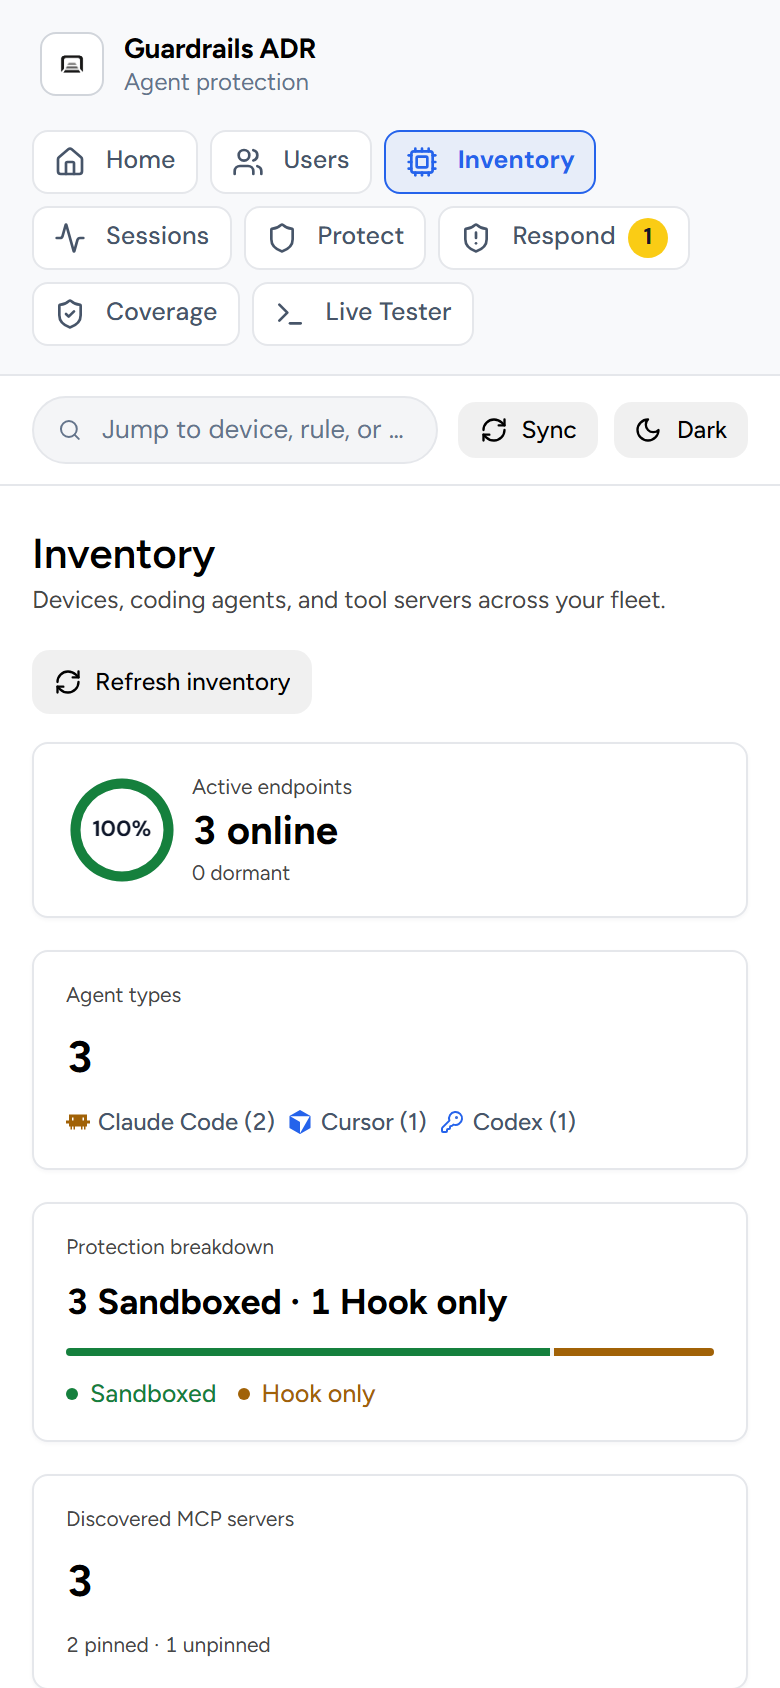 Guardrails ADR
Agent protection
Home
Users
Inventory
Sessions
Protect
Respond 1
Coverage
Live Tester
Jump to device, rule, or ...
Sync
Dark
Inventory
Devices, coding agents, and tool servers across your fleet.
Refresh inventory
100%
Active endpoints
3 online
0 dormant
Agent types
3
Claude Code (2) Cursor (1) Codex (1)
Protection breakdown
3 Sandboxed · 1 Hook only
Sandboxed Hook only
Discovered MCP servers
3
2 pinned · 1 unpinned